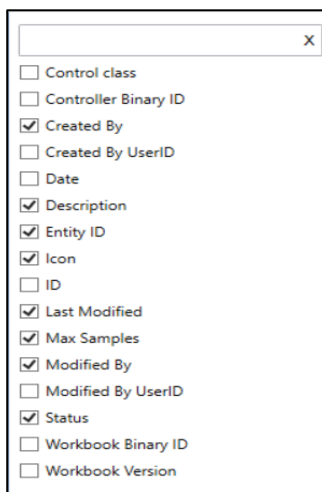 X
Control class
Controller Binary ID
Created By
Created By UserID
Date
Description
Entity ID
Icon
ID
Last Modified
Max Samples
Modified By
Modified By UserID
Status
Workbook Binary ID
Workbook Version